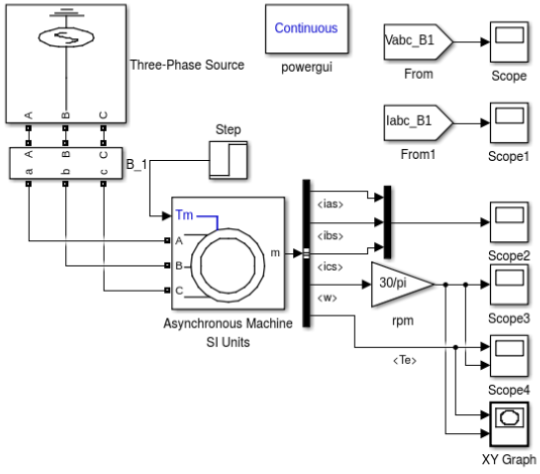 Continuous
powergui
Vabc_B1
From
Scope
Three-Phase Source
A B C
Iabc_B1
From1
Scope1
A B C
a b c
B_1
Step
Tm
A
B
C
m
Asynchronous Machine
SI Units
<ias>
<ibs>
<ics>
<w>
<Te>
Scope2
30/pi
rpm
Scope3
Scope4
XY Graph